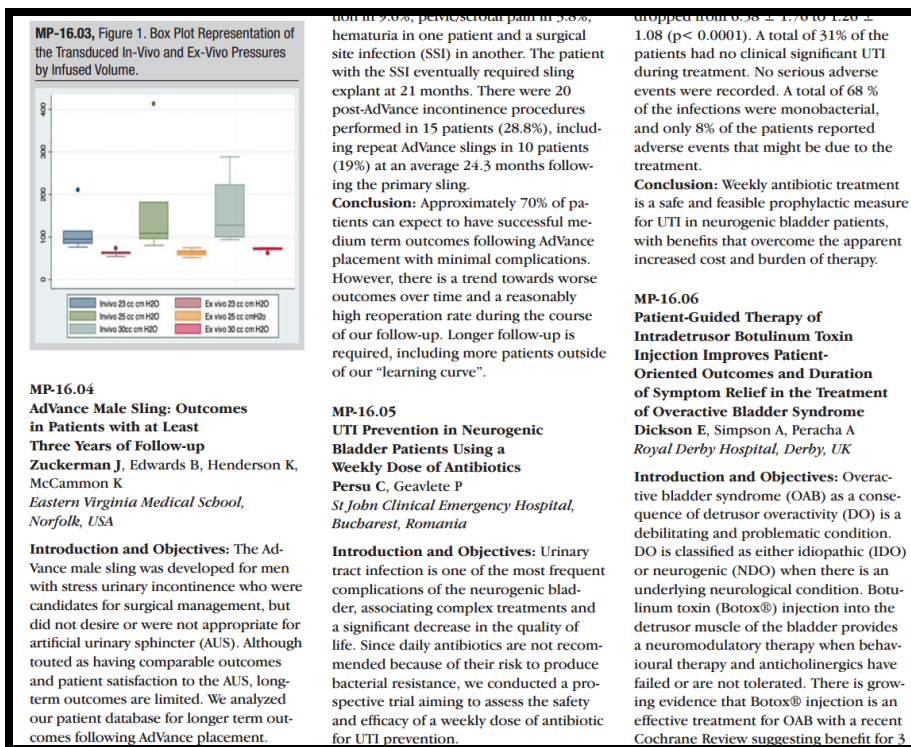 MP-16.03, Figure 1. Box Plot Representation of
the Transduced In-Vivo and Ex-Vivo Pressures
by Infused Volume.
400
300
200
100
0
Invivo 23 cc cm H2O
Ex vivo 23 cc cm H2O
Invivo 25 cc cm H2O
Ex vivo 25 cc cmH2o
Invivo 30cc cm H2O
Ex vivo 30 cc cm H2O
MP-16.04
AdVance Male Sling: Outcomes
in Patients with at Least
Three Years of Follow-up
Zuckerman J, Edwards B, Henderson K,
McCammon K
Eastern Virginia Medical School,
Norfolk, USA
Introduction and Objectives: The Ad-
Vance male sling was developed for men
with stress urinary incontinence who were
candidates for surgical management, but
did not desire or were not appropriate for
artificial urinary sphincter (AUS). Although
touted as having comparable outcomes
and patient satisfaction to the AUS, long-
term outcomes are limited. We analyzed
our patient database for longer term out-
comes following AdVance placement.
tion in 9.6%, pelvic/scrotal pain in 3.8%,
hematuria in one patient and a surgical
site infection (SSI) in another. The patient
with the SSI eventually required sling
explant at 21 months. There were 20
post-AdVance incontinence procedures
performed in 15 patients (28.8%), includ-
ing repeat AdVance slings in 10 patients
(19%) at an average 24.3 months follow-
ing the primary sling.
Conclusion: Approximately 70% of pa-
tients can expect to have successful me-
dium term outcomes following AdVance
placement with minimal complications.
However, there is a trend towards worse
outcomes over time and a reasonably
high reoperation rate during the course
of our follow-up. Longer follow-up is
required, including more patients outside
of our “learning curve”.
MP-16.05
UTI Prevention in Neurogenic
Bladder Patients Using a
Weekly Dose of Antibiotics
Persu C, Geavlete P
St John Clinical Emergency Hospital,
Bucharest, Romania
Introduction and Objectives: Urinary
tract infection is one of the most frequent
complications of the neurogenic blad-
der, associating complex treatments and
a significant decrease in the quality of
life. Since daily antibiotics are not recom-
mended because of their risk to produce
bacterial resistance, we conducted a pro-
spective trial aiming to assess the safety
and efficacy of a weekly dose of antibiotic
for UTI prevention.
dropped from 6.38 ± 1.76 to 1.26 ±
1.08 (p< 0.0001). A total of 31% of the
patients had no clinical significant UTI
during treatment. No serious adverse
events were recorded. A total of 68 %
of the infections were monobacterial,
and only 8% of the patients reported
adverse events that might be due to the
treatment.
Conclusion: Weekly antibiotic treatment
is a safe and feasible prophylactic measure
for UTI in neurogenic bladder patients,
with benefits that overcome the apparent
increased cost and burden of therapy.
MP-16.06
Patient-Guided Therapy of
Intradetrusor Botulinum Toxin
Injection Improves Patient-
Oriented Outcomes and Duration
of Symptom Relief in the Treatment
of Overactive Bladder Syndrome
Dickson E, Simpson A, Peracha A
Royal Derby Hospital, Derby, UK
Introduction and Objectives: Overac-
tive bladder syndrome (OAB) as a conse-
quence of detrusor overactivity (DO) is a
debilitating and problematic condition.
DO is classified as either idiopathic (IDO)
or neurogenic (NDO) when there is an
underlying neurological condition. Botu-
linum toxin (Botox®) injection into the
detrusor muscle of the bladder provides
a neuromodulatory therapy when behav-
ioural therapy and anticholinergics have
failed or are not tolerated. There is grow-
ing evidence that Botox® injection is an
effective treatment for OAB with a recent
Cochrane Review suggesting benefit for 3